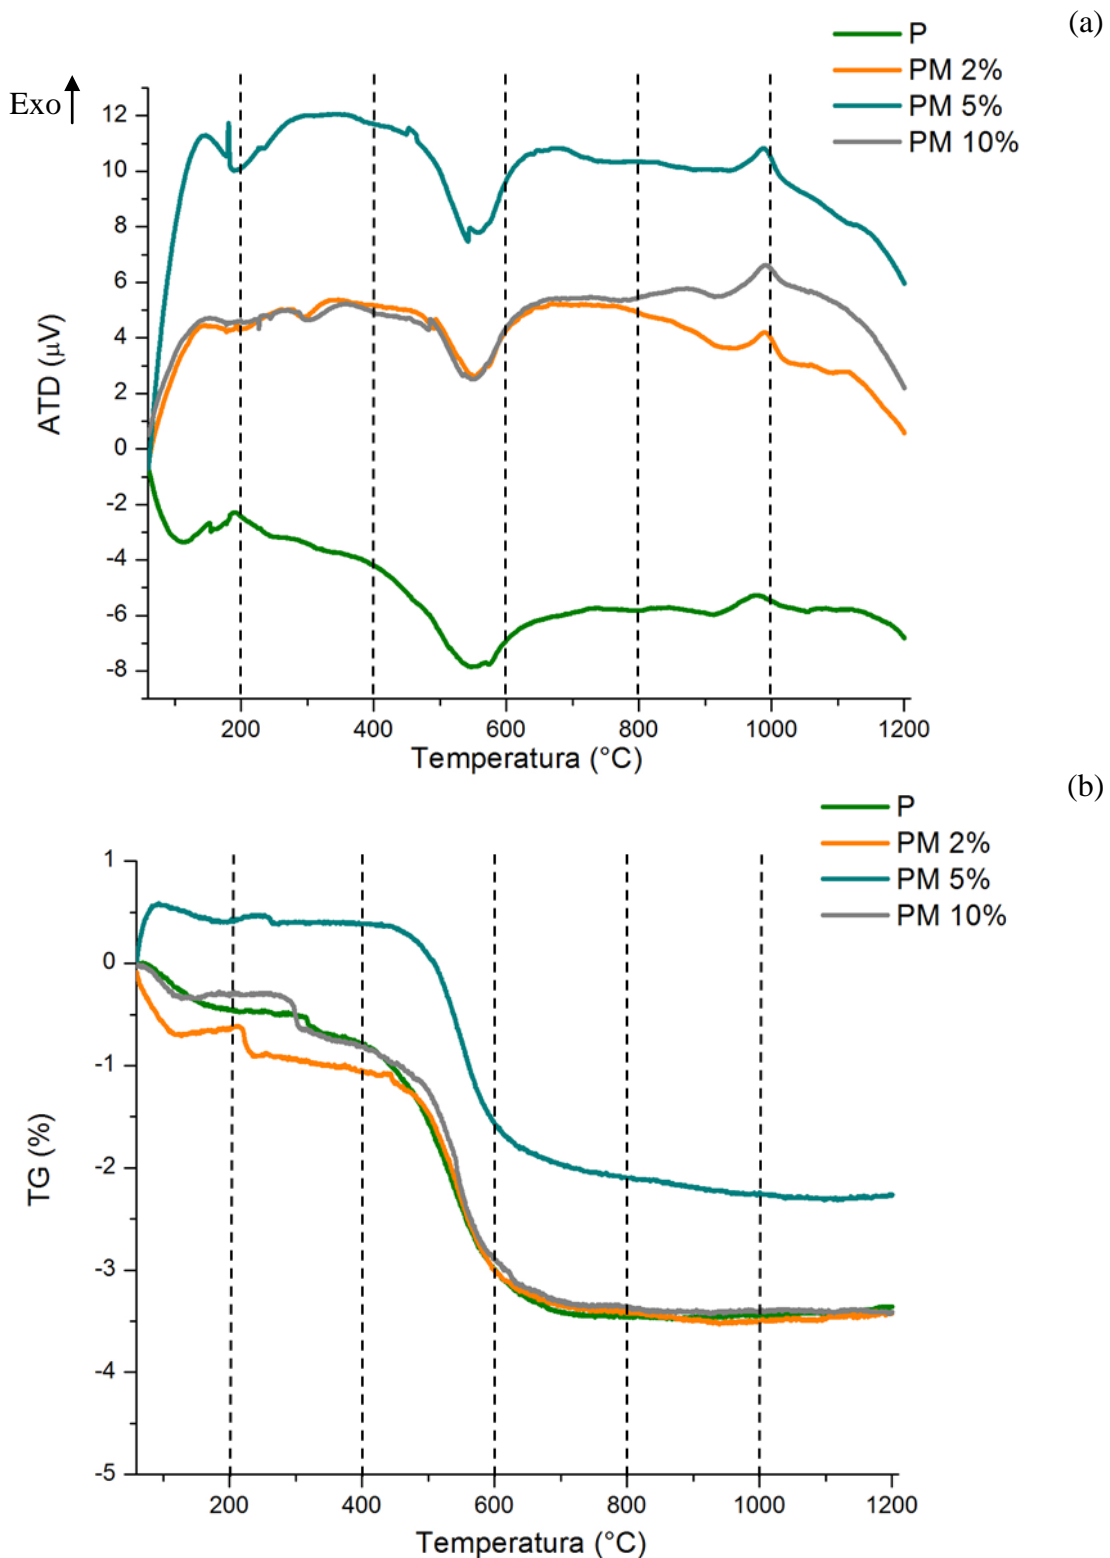 (a)
P
PM 2%
PM 5%
PM 10%
Exo
12
10
8
6
4
2
0
-2
-4
-6
-8
ATD (µV)
200 400 600 800 1000 1200
Temperatura (°C)
(b)
P
PM 2%
PM 5%
PM 10%
1
0
-1
-2
-3
-4
-5
TG (%)
200 400 600 800 1000 1200
Temperatura (°C)